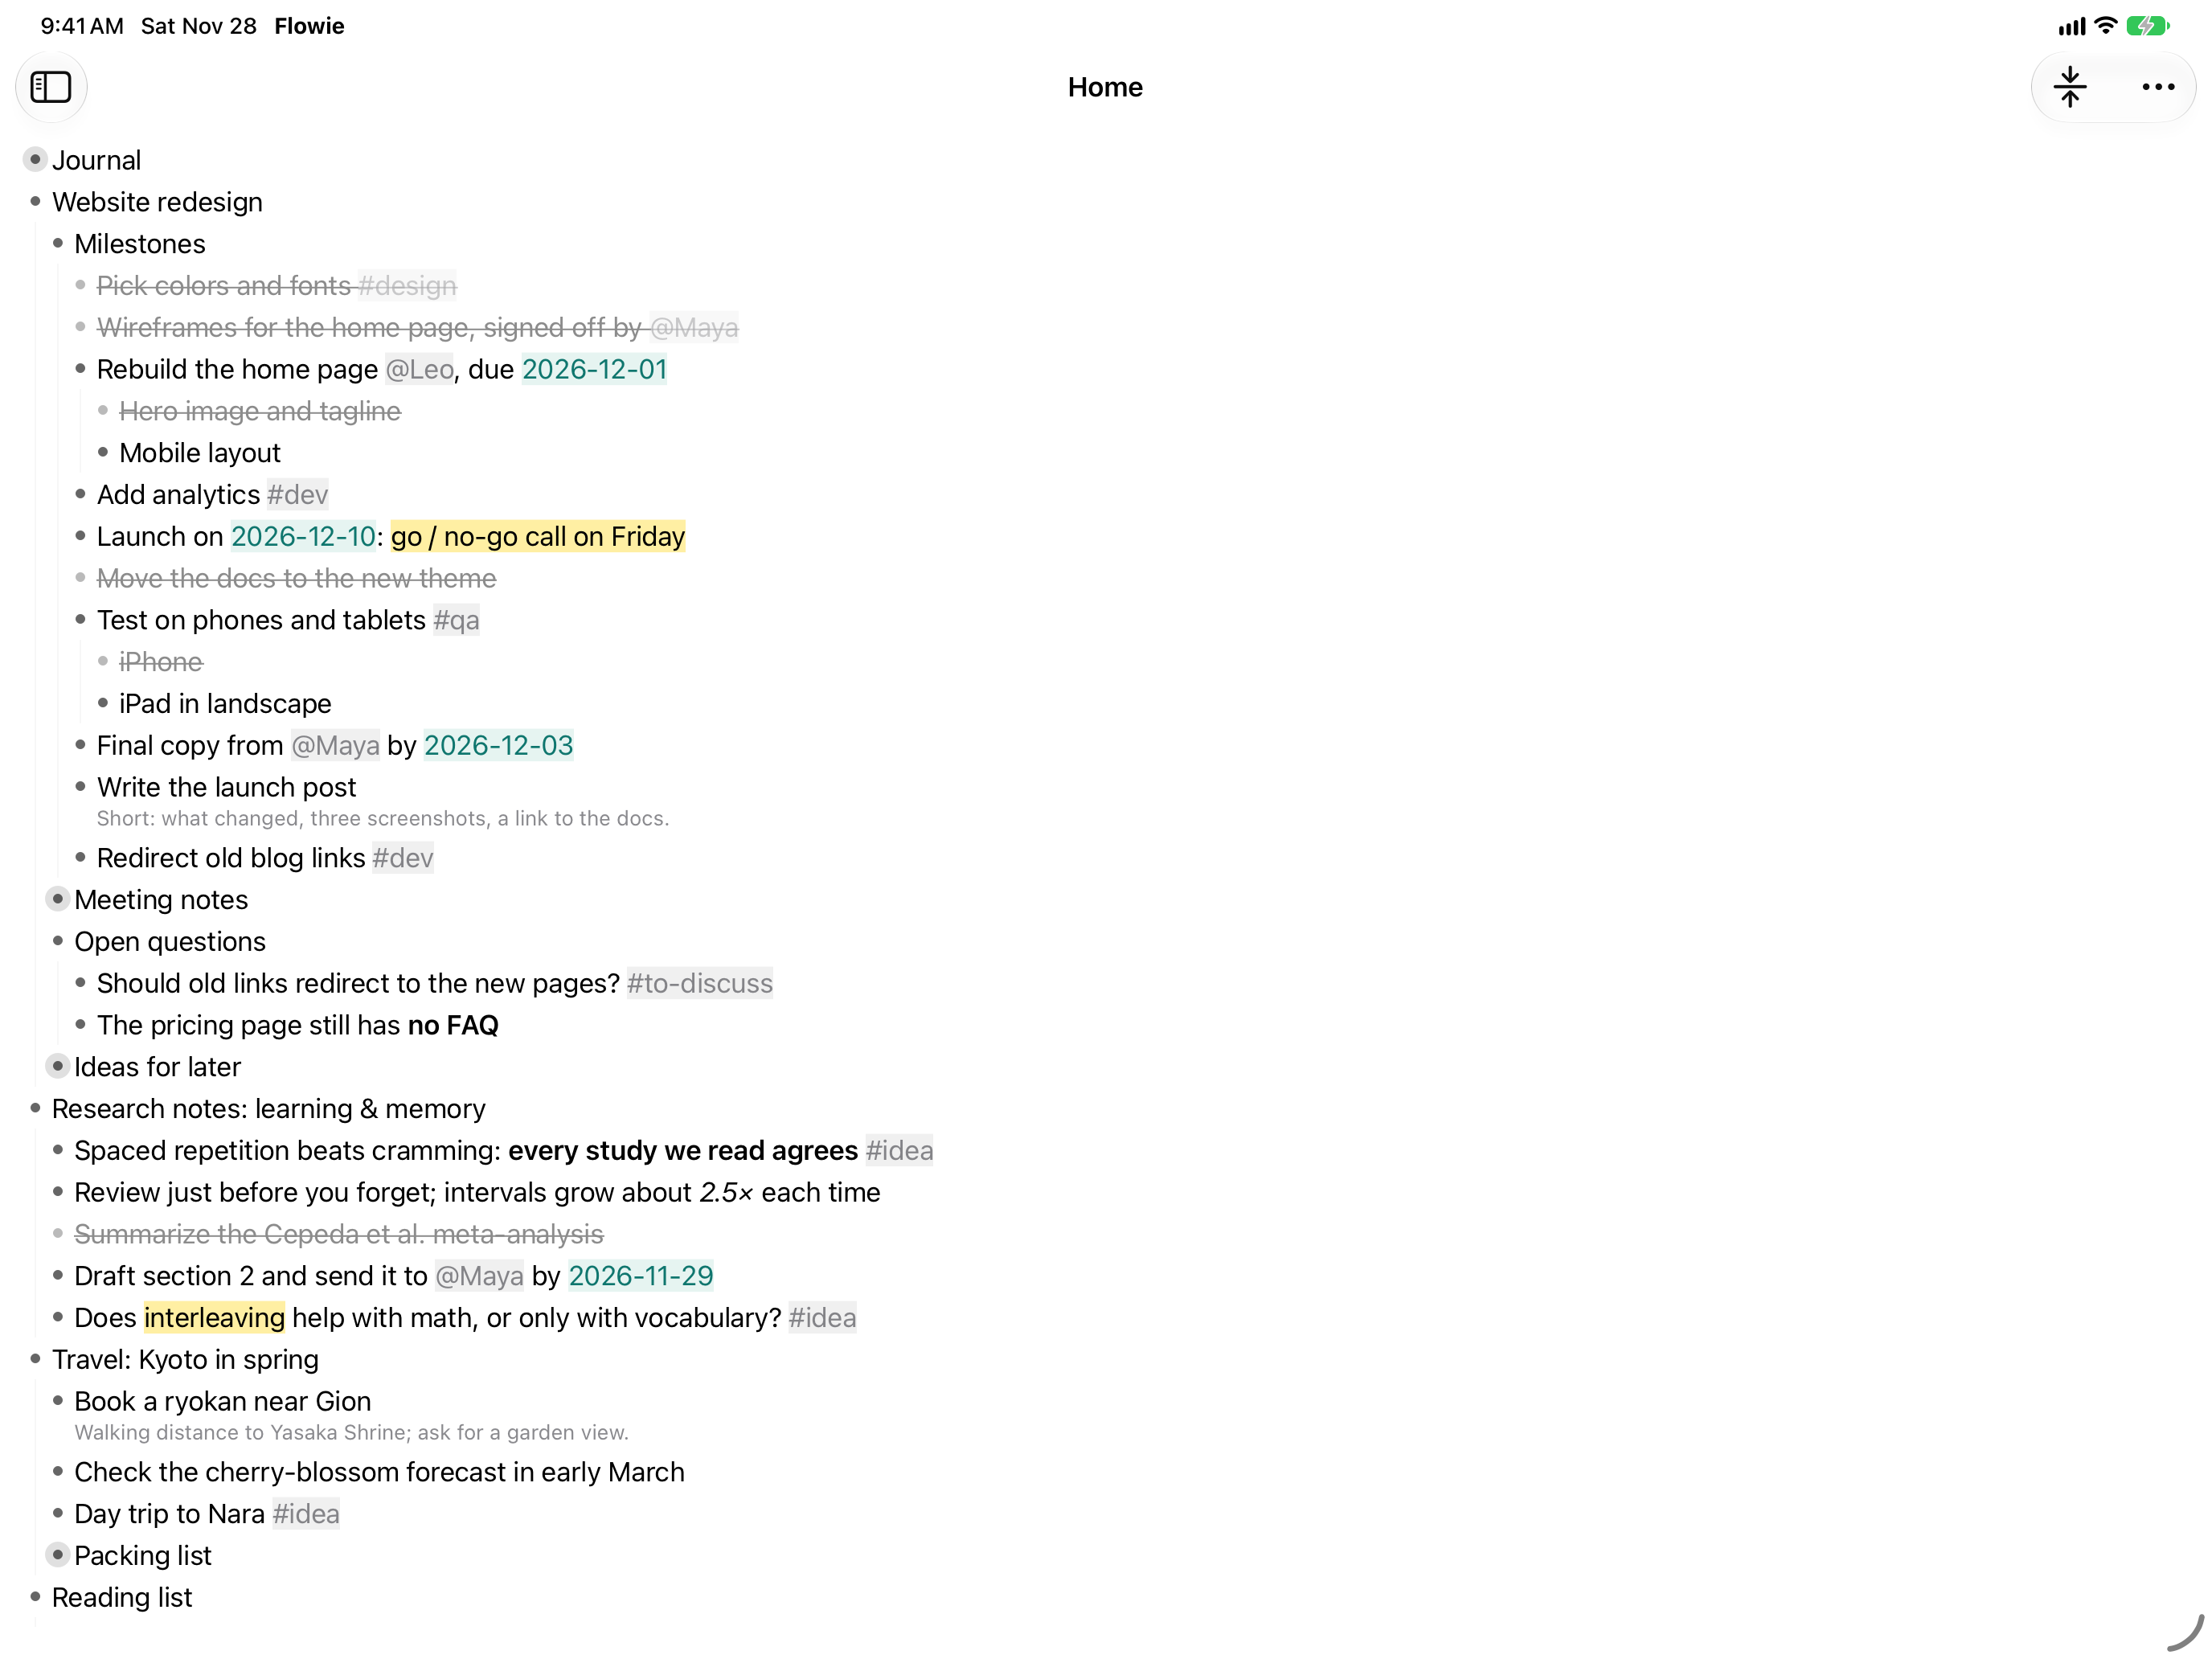 9:41 AM Sat Nov 28 Flowie
Home
Journal
Website redesign
Milestones
Pick colors and fonts #design
Wireframes for the home page, signed off by @Maya
Rebuild the home page @Leo, due 2026-12-01
Hero image and tagline
Mobile layout
Add analytics #dev
Launch on 2026-12-10: go / no-go call on Friday
Move the docs to the new theme
Test on phones and tablets #qa
iPhone
iPad in landscape
Final copy from @Maya by 2026-12-03
Write the launch post
Short: what changed, three screenshots, a link to the docs.
Redirect old blog links #dev
Meeting notes
Open questions
Should old links redirect to the new pages? #to-discuss
The pricing page still has no FAQ
Ideas for later
Research notes: learning & memory
Spaced repetition beats cramming: every study we read agrees #idea
Review just before you forget; intervals grow about 2.5× each time
Summarize the Cepeda et al. meta-analysis
Draft section 2 and send it to @Maya by 2026-11-29
Does interleaving help with math, or only with vocabulary? #idea
Travel: Kyoto in spring
Book a ryokan near Gion
Walking distance to Yasaka Shrine; ask for a garden view.
Check the cherry-blossom forecast in early March
Day trip to Nara #idea
Packing list
Reading list